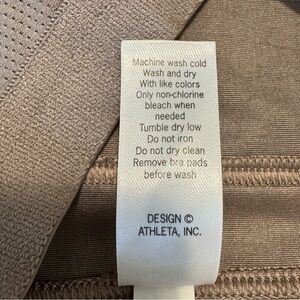 Machine wash cold
Wash and dry
With like colors
Only non-chlorine
bleach when
needed
Tumble dry low
Do not iron
Do not dry clean
Remove bra pads
before wash
DESIGN ©
ATHLETA, INC.